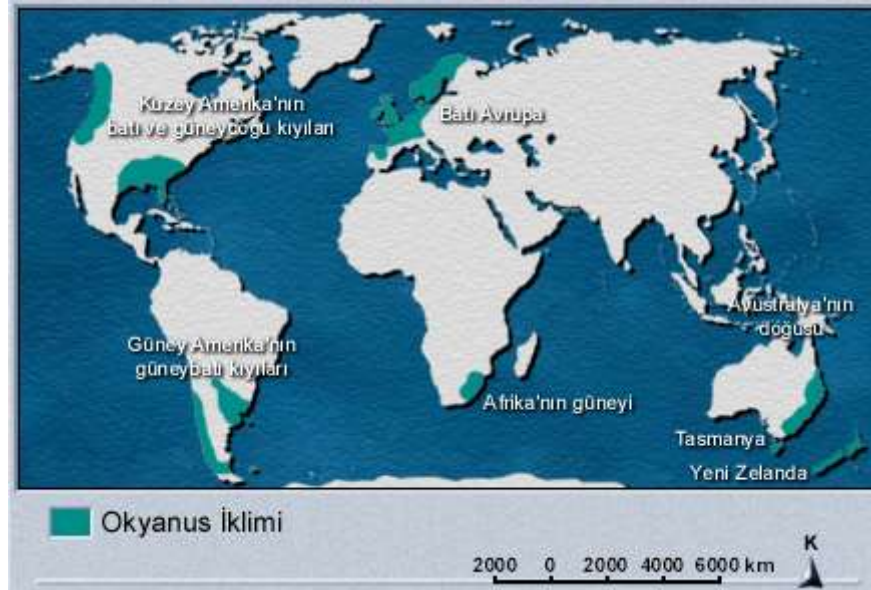 Kuzey Amerika'nın
batı ve güneydoğu kıyıları
Batı Avrupa
Güney Amerika'nın
güneybatı kıyıları
Afrika'nın güneyi
Avustralya'nın
doğusu
Tasmanya
Yeni Zelanda
Okyanus İklimi
K
2000 0 2000 4000 6000 km